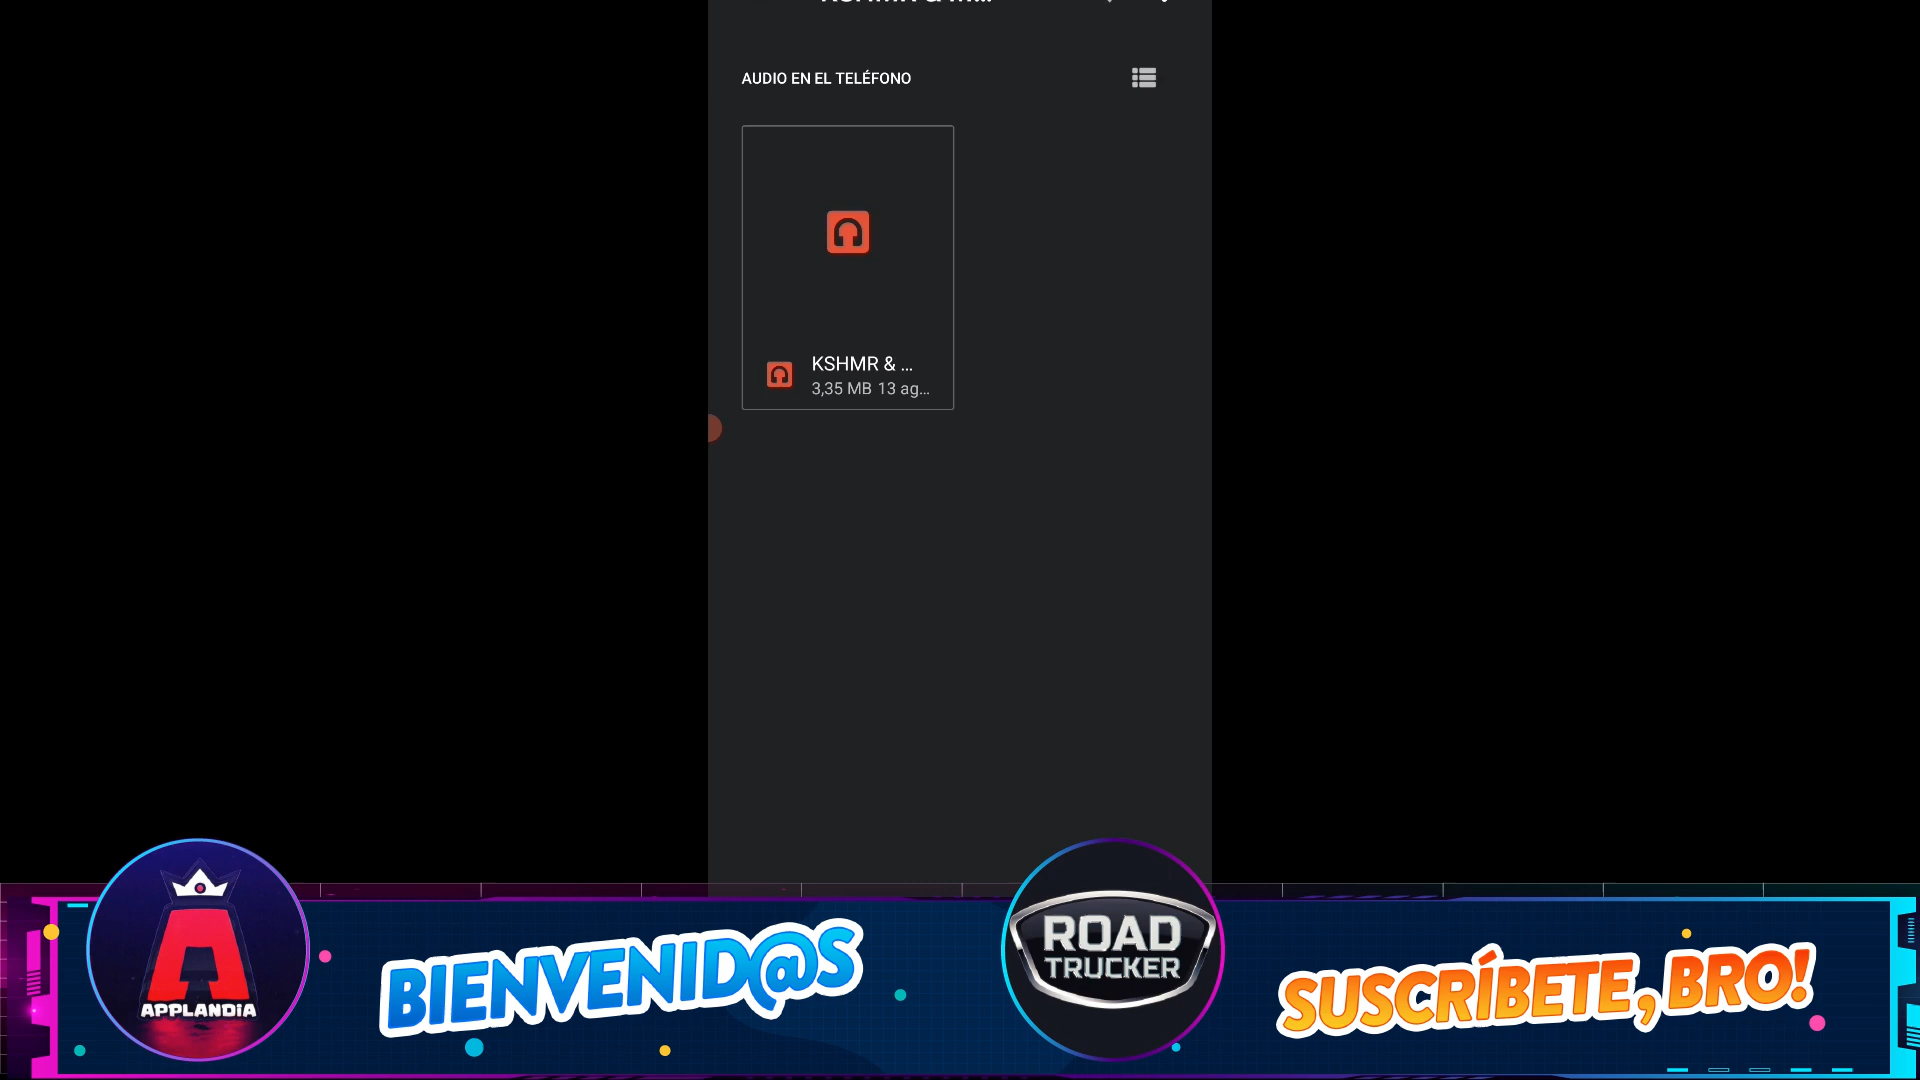 AUDIO EN EL TELÉFONO
KSHMR & ...
3,35 MB 13 ag...
APPLANDiA
BIENVENID@S
ROAD
TRUCKER
SUSCRÍBETE, BRO!